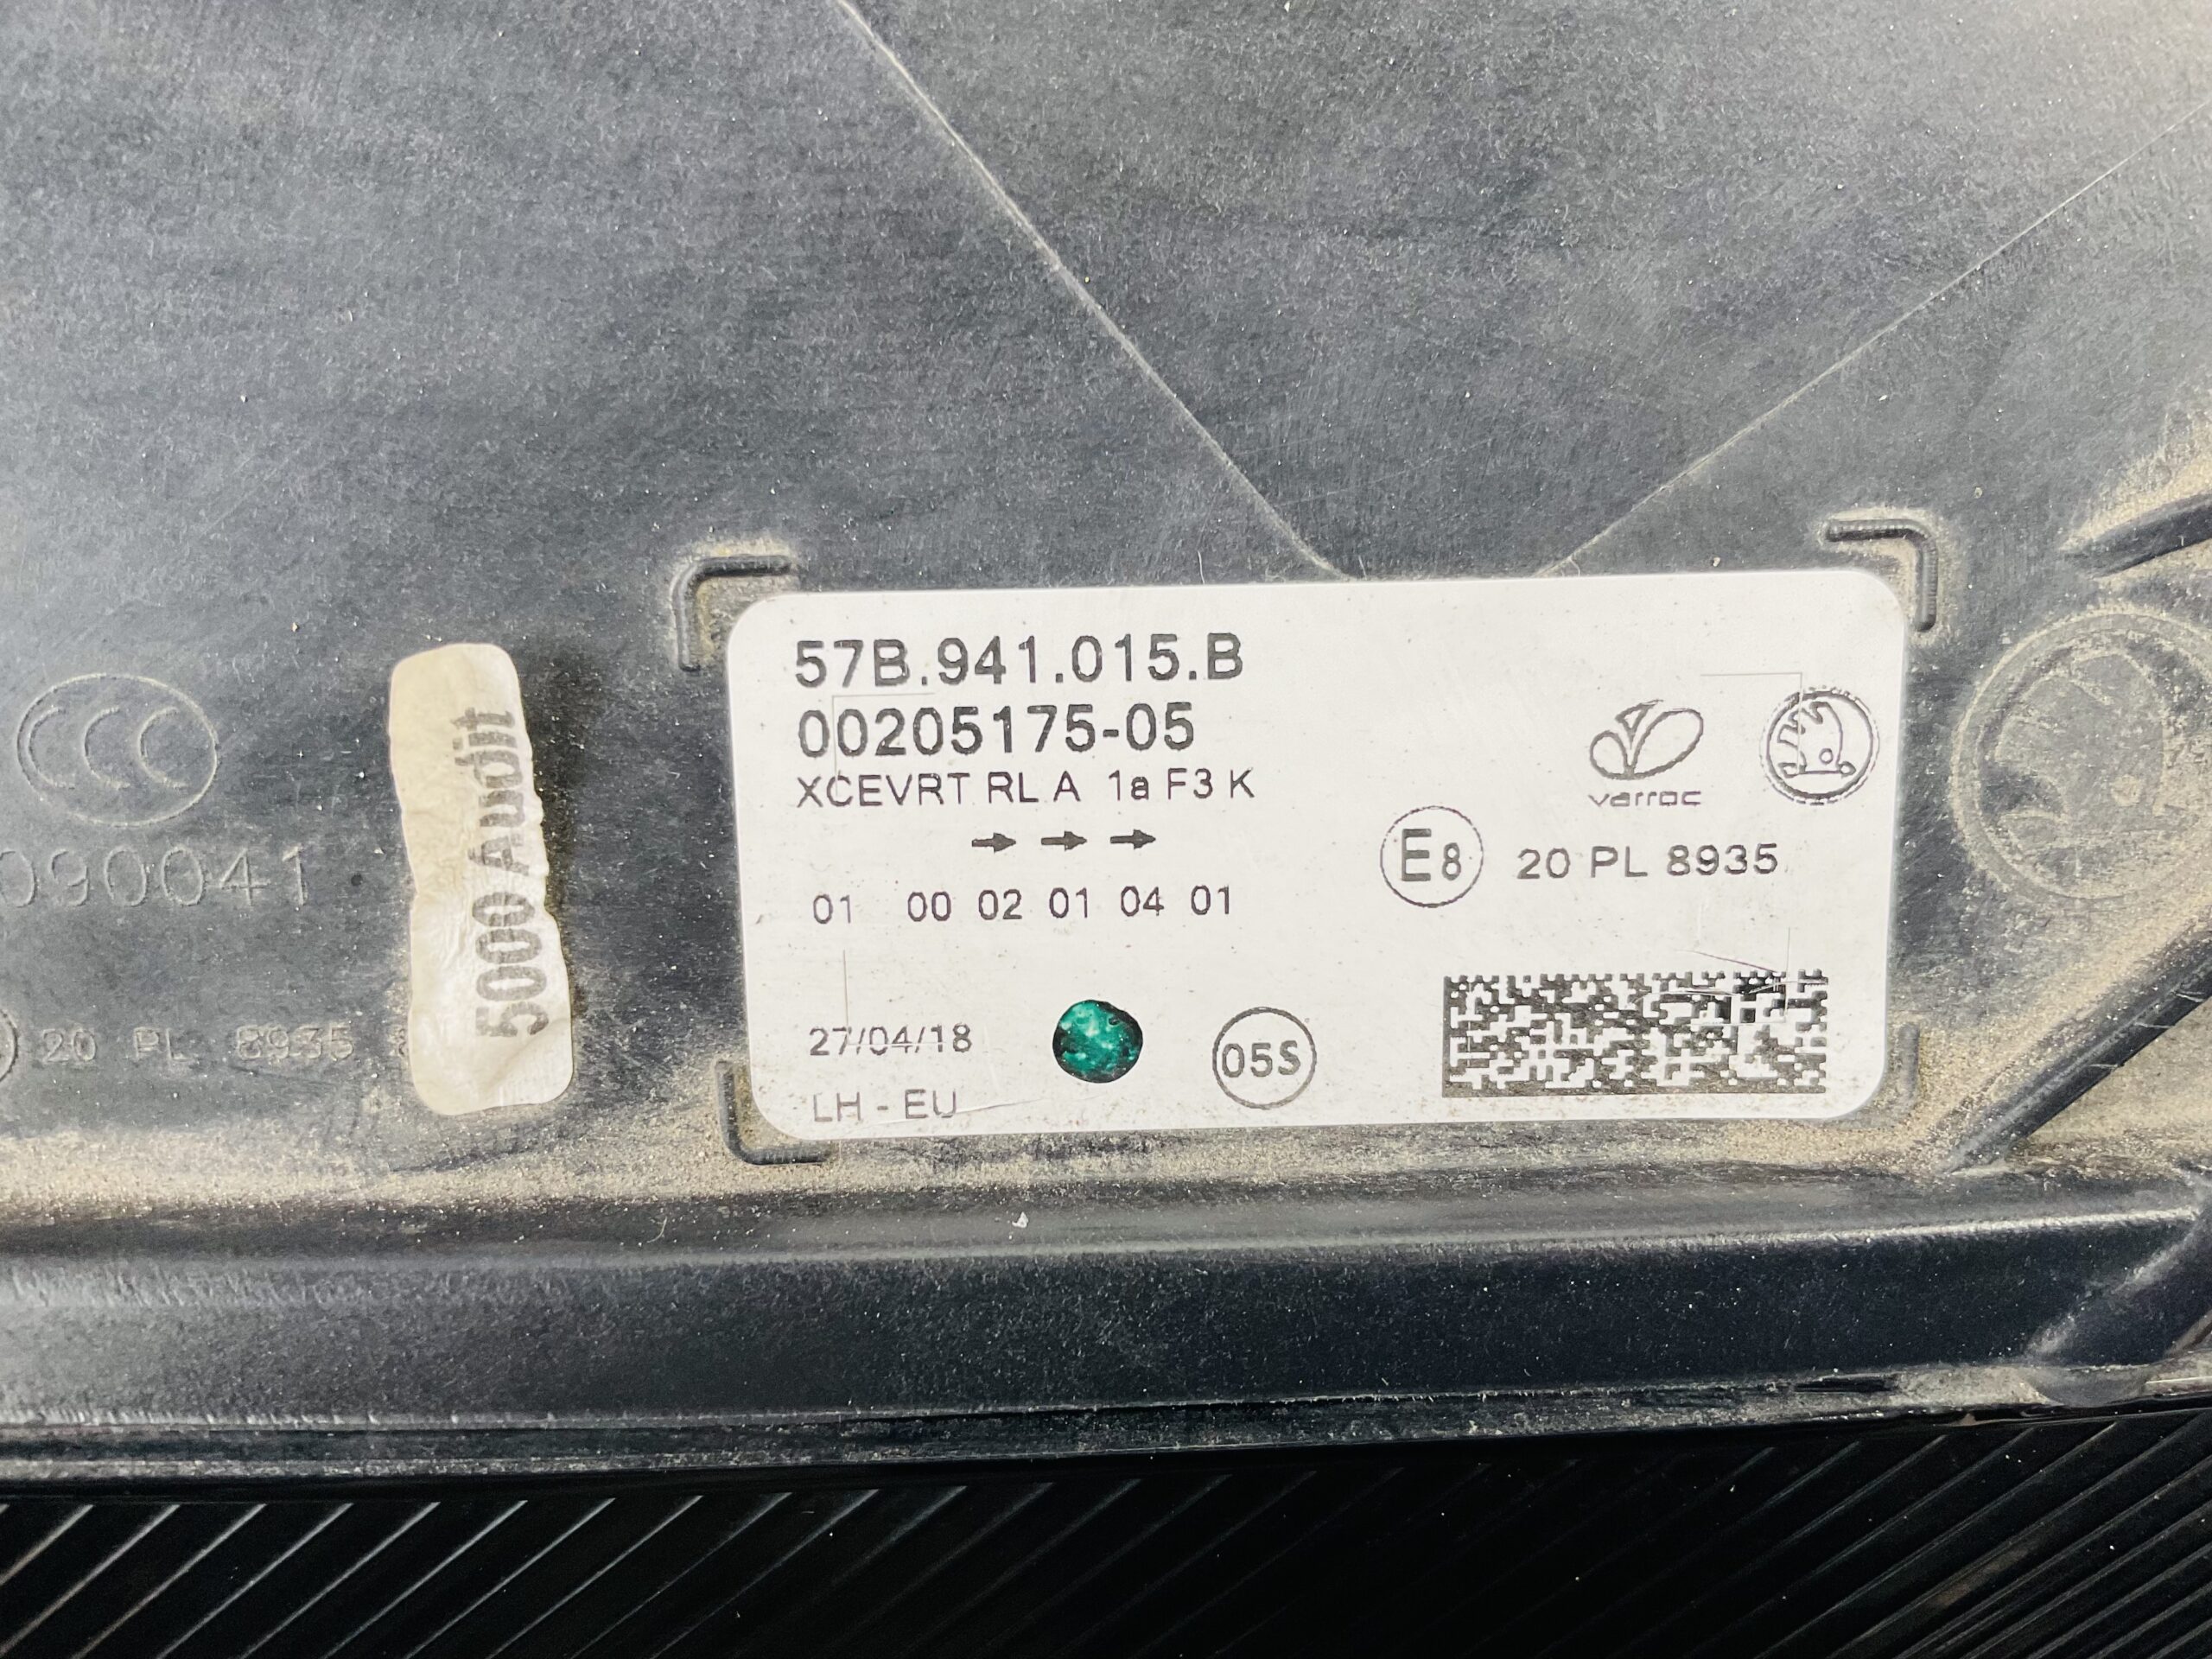 57B.941.015.B
00205175-05
XCEVRT RL A 1a F3 K
→ → →
01 00 02 01 04 01
27/04/18
LH - EU
05S
varroc
E8 20 PL 8935
5000 Audit
CCC
090041
20 PL 8935